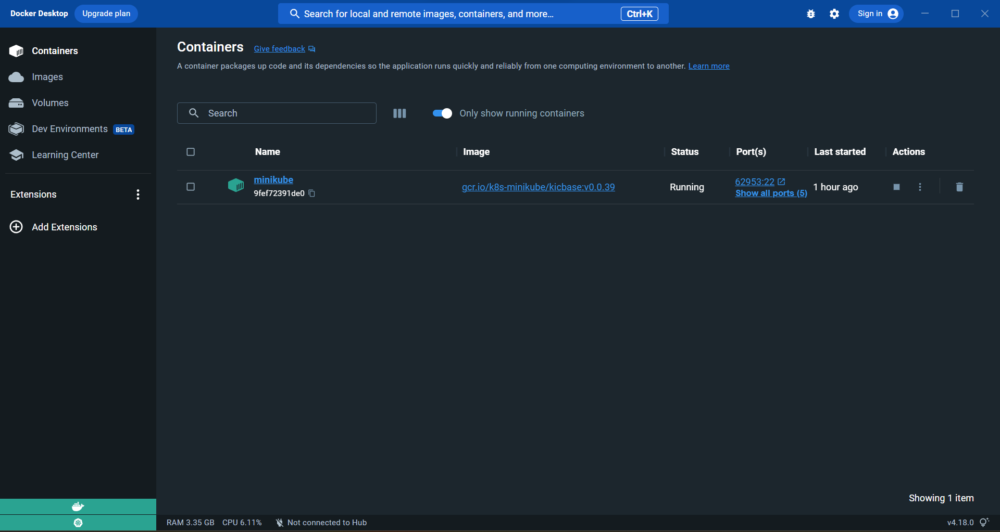 Docker Desktop Upgrade plan
Search for local and remote images, containers, and more... Ctrl+K
Sign in
Containers
Images
Volumes
Dev Environments BETA
Learning Center
Extensions
Add Extensions
Containers Give feedback
A container packages up code and its dependencies so the application runs quickly and reliably from one computing environment to another. Learn more
Search
Only show running containers
Name Image Status Port(s) Last started Actions
minikube
9fef72391de0
gcr.io/k8s-minikube/kicbase:v0.0.39
Running
62953:22
Show all ports (5)
1 hour ago
Showing 1 item
RAM 3.35 GB CPU 6.11% Not connected to Hub
v4.18.0